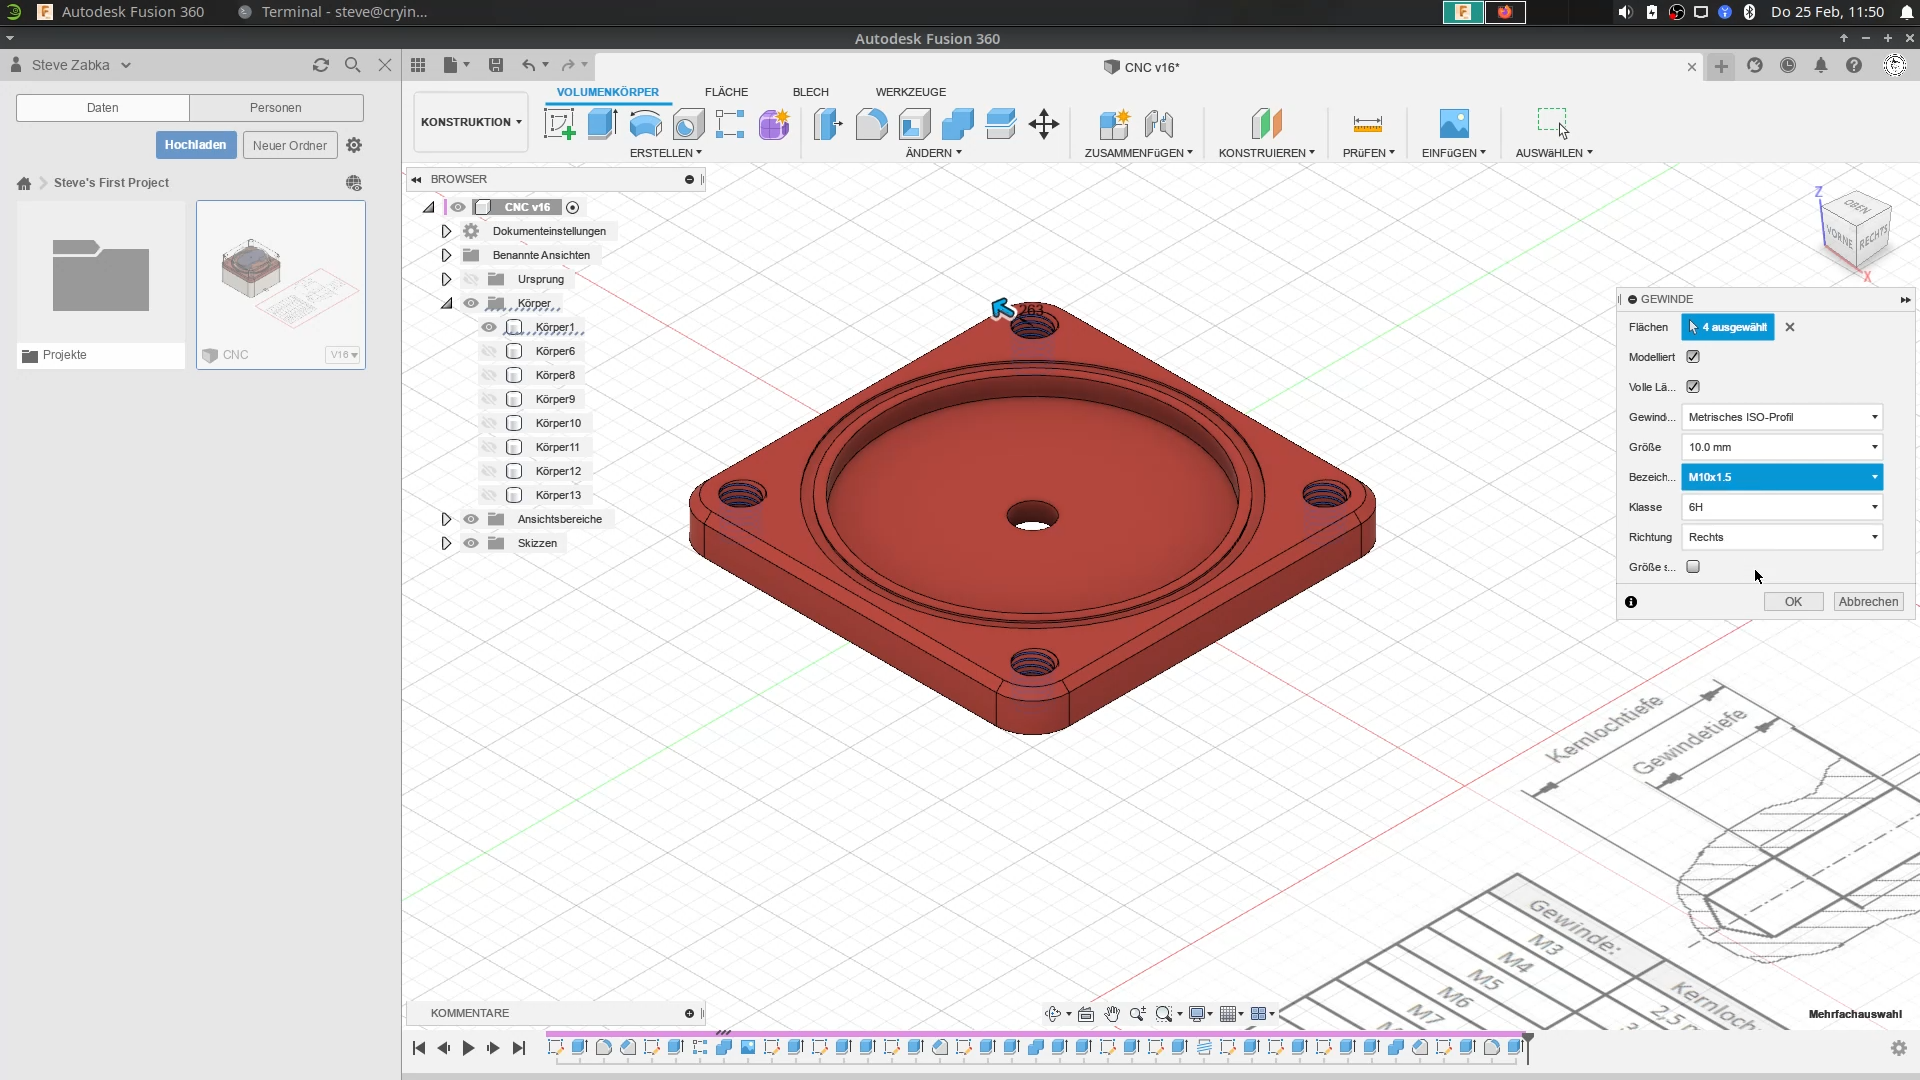 Autodesk Fusion 360
Terminal - steve@cryin...
Do 25 Feb, 11:50
Autodesk Fusion 360
Steve Zabka
CNC v16*
Daten
Personen
Hochladen
Neuer Ordner
Steve's First Project
Projekte
CNC
V16
KONSTRUKTION
VOLUMENKÖRPER
FLÄCHE
BLECH
WERKZEUGE
ERSTELLEN
ÄNDERN
ZUSAMMENFüGEN
KONSTRUIEREN
PRüFEN
EINFüGEN
AUSWäHLEN
BROWSER
CNC v16
Dokumenteinstellungen
Benannte Ansichten
Ursprung
Körper
Körper1
Körper6
Körper8
Körper9
Körper10
Körper11
Körper12
Körper13
Ansichtsbereiche
Skizzen
263
Z
OBEN
VORNE
RECHTS
X
GEWINDE
Flächen
4 ausgewählt
Modelliert
Volle Lä...
Gewind...
Metrisches ISO-Profil
Größe
10.0 mm
Bezeich...
M10x1.5
Klasse
6H
Richtung
Rechts
Größe s...
OK
Abbrechen
Kernlochtiefe
Gewindetiefe
Gewinde:
M3
M4
M5
M6
M7
Kernloch
2,5
KOMMENTARE
Mehrfachauswahl